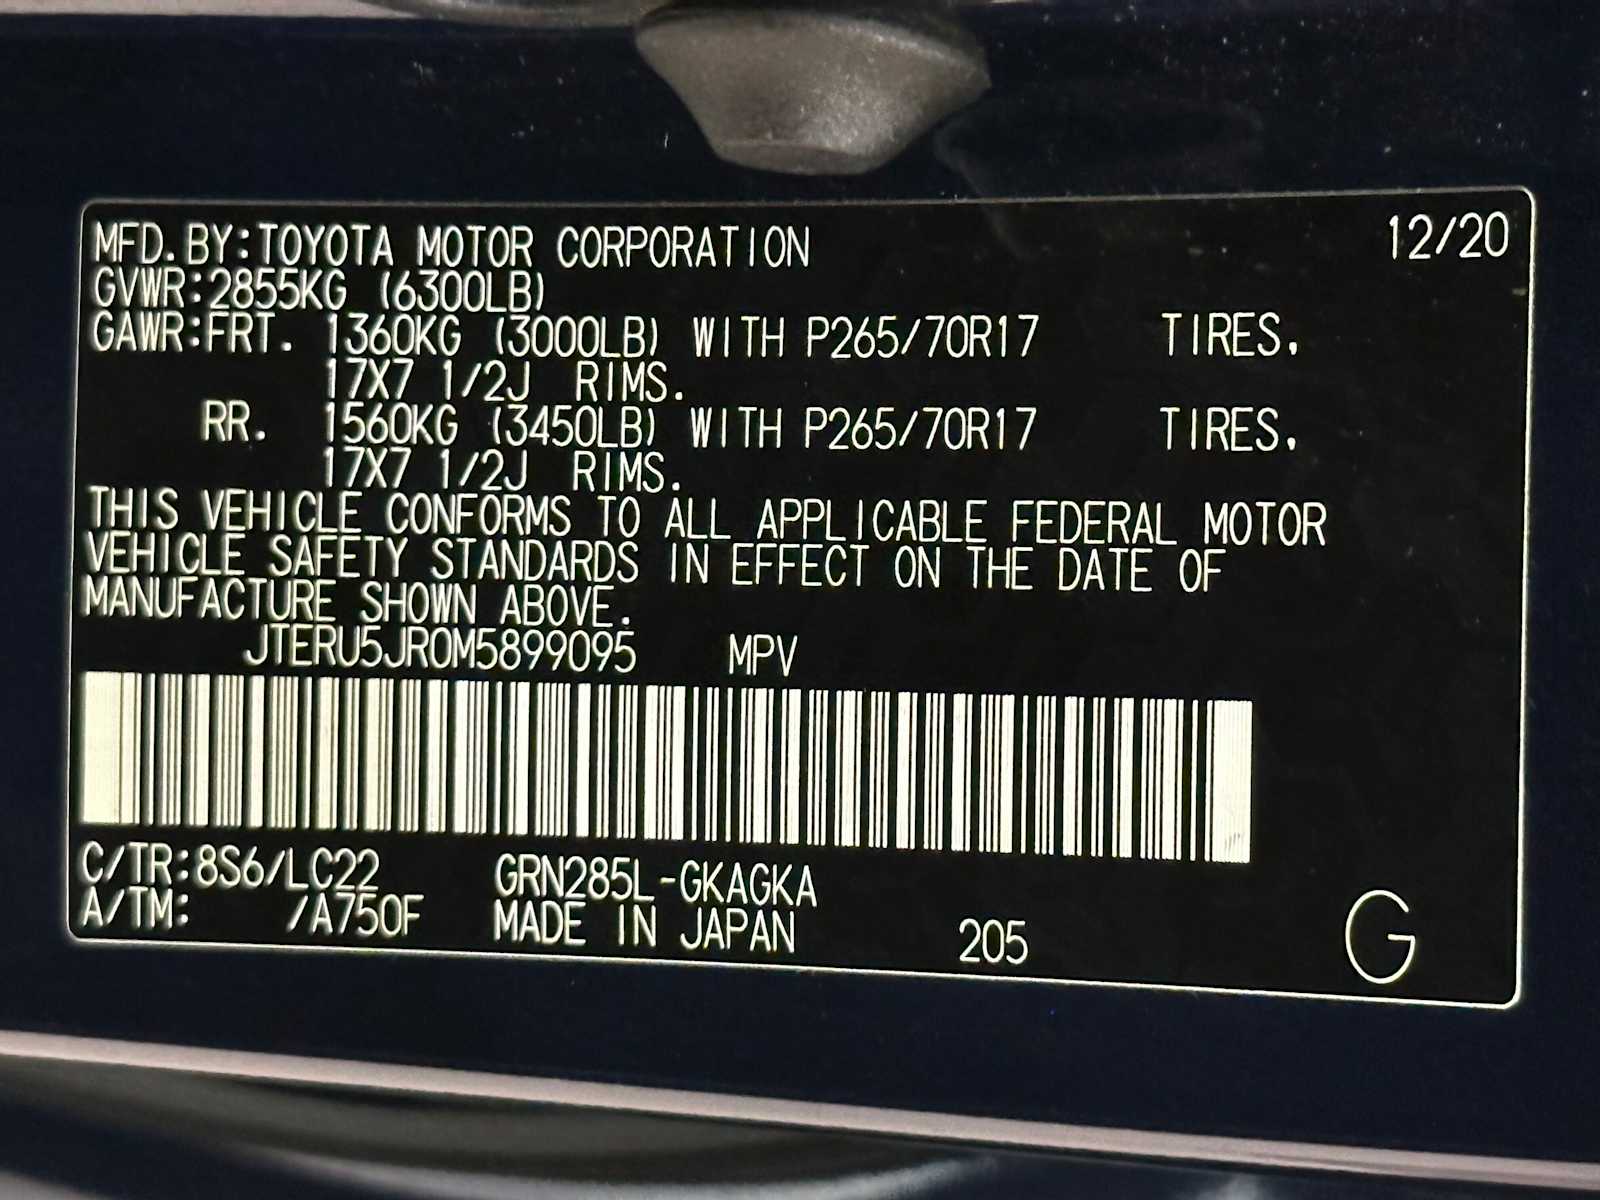 MFD.BY:TOYOTA MOTOR CORPORATION 12/20
GVWR:2855KG (6300LB)
GAWR:FRT. 1360KG (3000LB) WITH P265/70R17 TIRES,
17X7 1/2J RIMS.
RR. 1560KG (3450LB) WITH P265/70R17 TIRES,
17X7 1/2J RIMS.
THIS VEHICLE CONFORMS TO ALL APPLICABLE FEDERAL MOTOR
VEHICLE SAFETY STANDARDS IN EFFECT ON THE DATE OF
MANUFACTURE SHOWN ABOVE.
JTERU5JR0M5899095 MPV
C/TR:8S6/LC22 GRN285L-GKAGKA
A/TM: /A750F MADE IN JAPAN 205 G